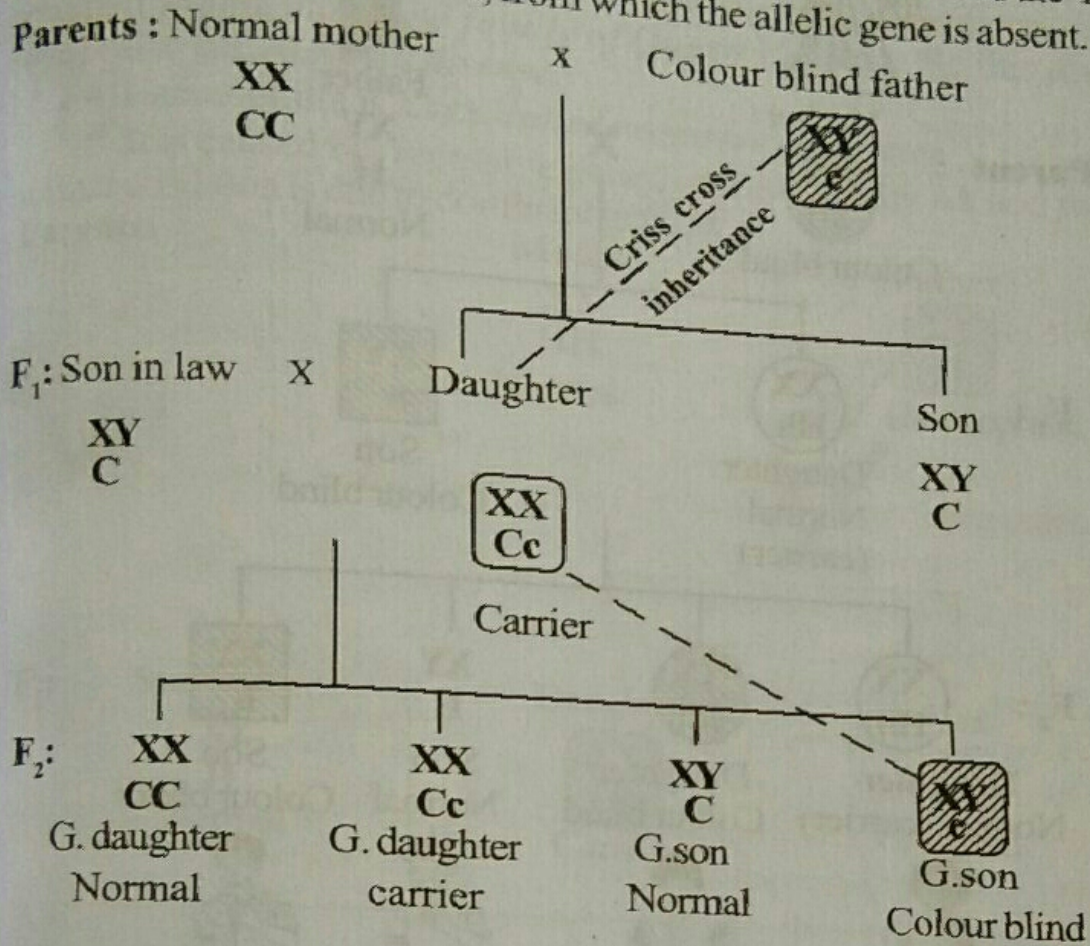 which the allelic gene is absent.
Parents : Normal mother x Colour blind father
XX
CC
XY
c
Criss cross
inheritance
F₁: Son in law X Daughter
Son
XY
C
XX
Cc
Carrier
XY
C
F₂:
XX
CC
G. daughter
Normal
XX
Cc
G. daughter
carrier
XY
C
G.son
Normal
XY
c
G.son
Colour blind